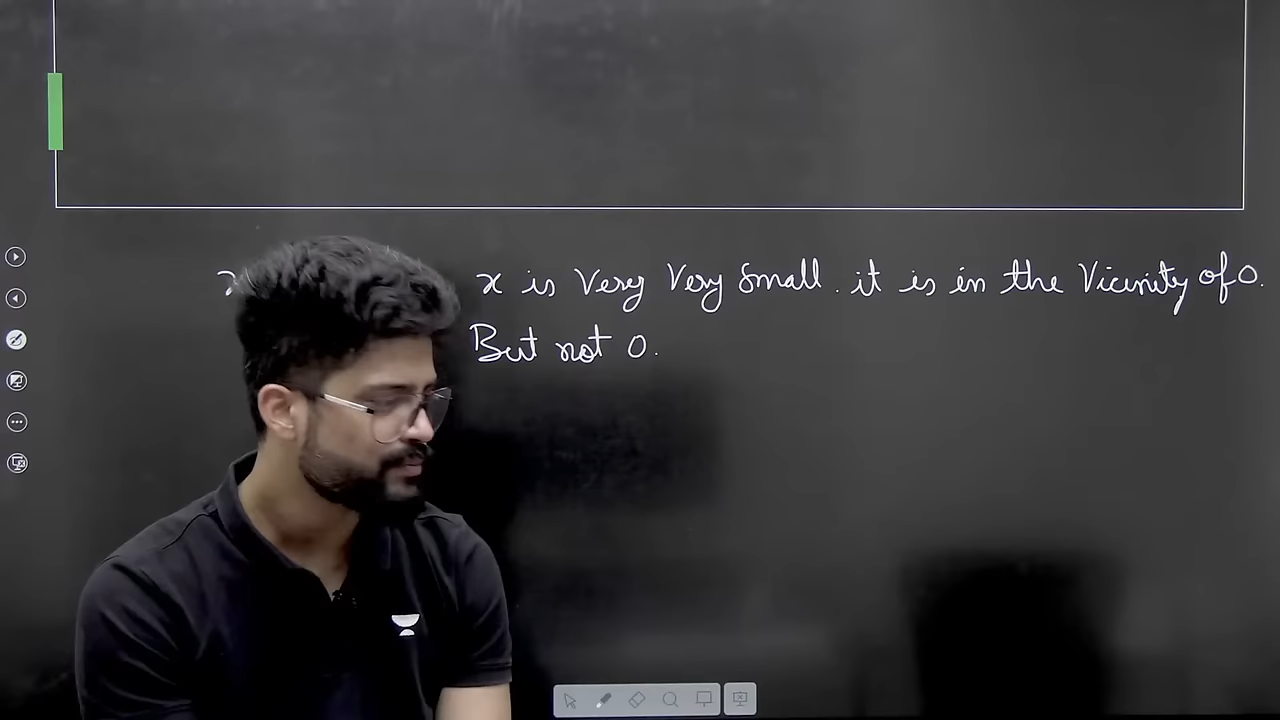 x x is Very Very Small. it is in the Vicinity of 0.
But not 0.